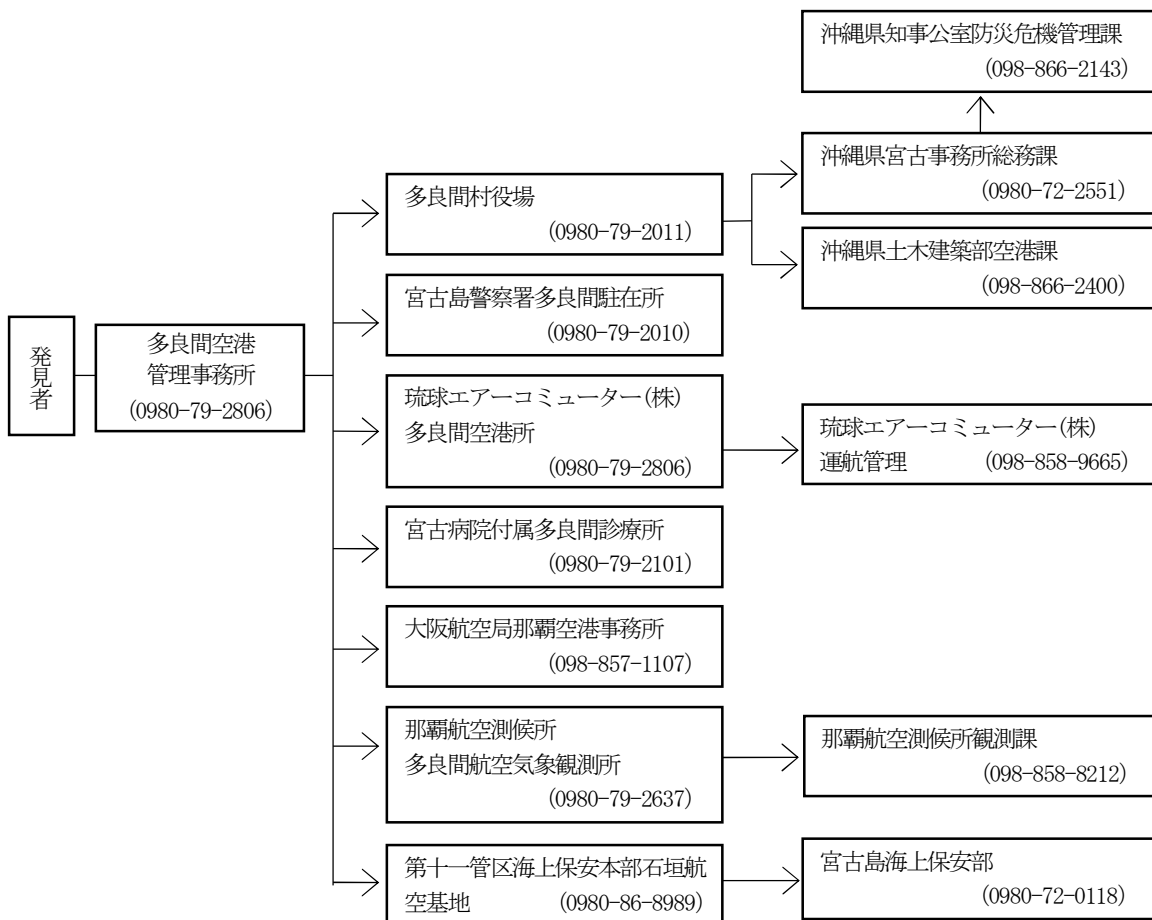 発見者
多良間空港
管理事務所
(0980-79-2806)
多良間村役場
(0980-79-2011)
宮古島警察署多良間駐在所
(0980-79-2010)
琉球エアーコミューター(株)
多良間空港所
(0980-79-2806)
宮古病院付属多良間診療所
(0980-79-2101)
大阪航空局那覇空港事務所
(098-857-1107)
那覇航空測候所
多良間航空気象観測所
(0980-79-2637)
第十一管区海上保安本部石垣航
空基地 (0980-86-8989)
沖縄県知事公室防災危機管理課
(098-866-2143)
沖縄県宮古事務所総務課
(0980-72-2551)
沖縄県土木建築部空港課
(098-866-2400)
琉球エアーコミューター(株)
運航管理 (098-858-9665)
那覇航空測候所観測課
(098-858-8212)
宮古島海上保安部
(0980-72-0118)